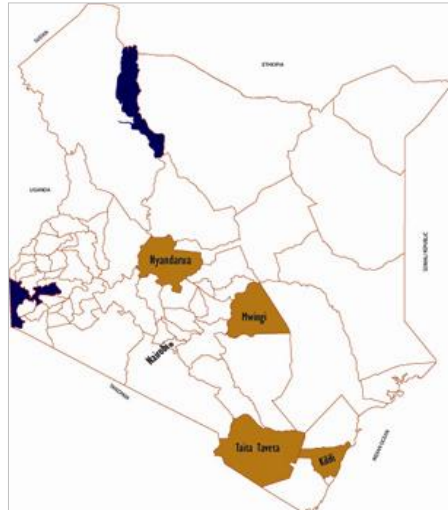 SUDAN
ETHIOPIA
UGANDA
SOMALI REPUBLIC
Nyandarua
Mwingi
Nairobi
TANZANIA
Taita Taveta
Kilifi
INDIAN OCEAN